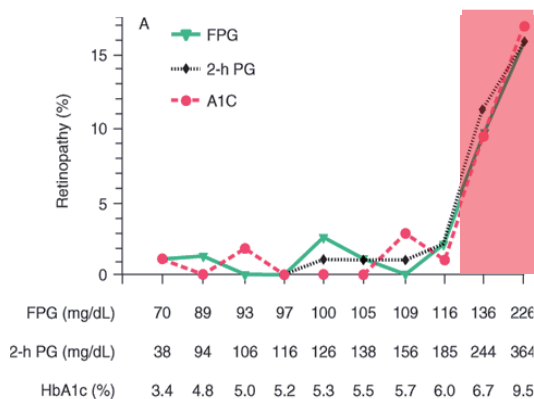 A
FPG
2-h PG
A1C
Retinopathy (%)
15
10
5
0
FPG (mg/dL) 70 89 93 97 100 105 109 116 136 226
2-h PG (mg/dL) 38 94 106 116 126 138 156 185 244 364
HbA1c (%) 3.4 4.8 5.0 5.2 5.3 5.5 5.7 6.0 6.7 9.5